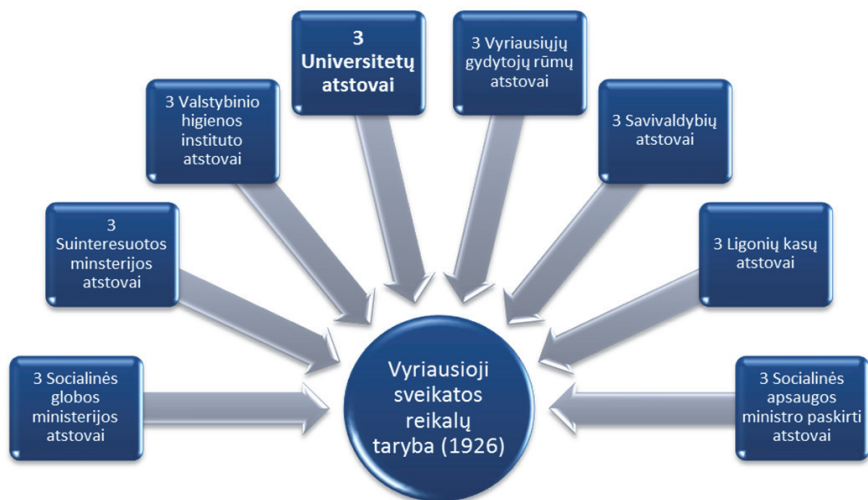 3
Universitetų
atstovai
3 Vyriausiųjų
gydytojų rūmų
atstovai
3 Valstybinio
higienos
instituto
atstovai
3 Savivaldybių
atstovai
3
Suinteresuotos
minsterijos
atstovai
3 Ligonių kasų
atstovai
3 Socialinės
globos
ministerijos
atstovai
Vyriausioji
sveikatos
reikalų
taryba (1926)
3 Socialinės
apsaugos
ministro paskirti
atstovai